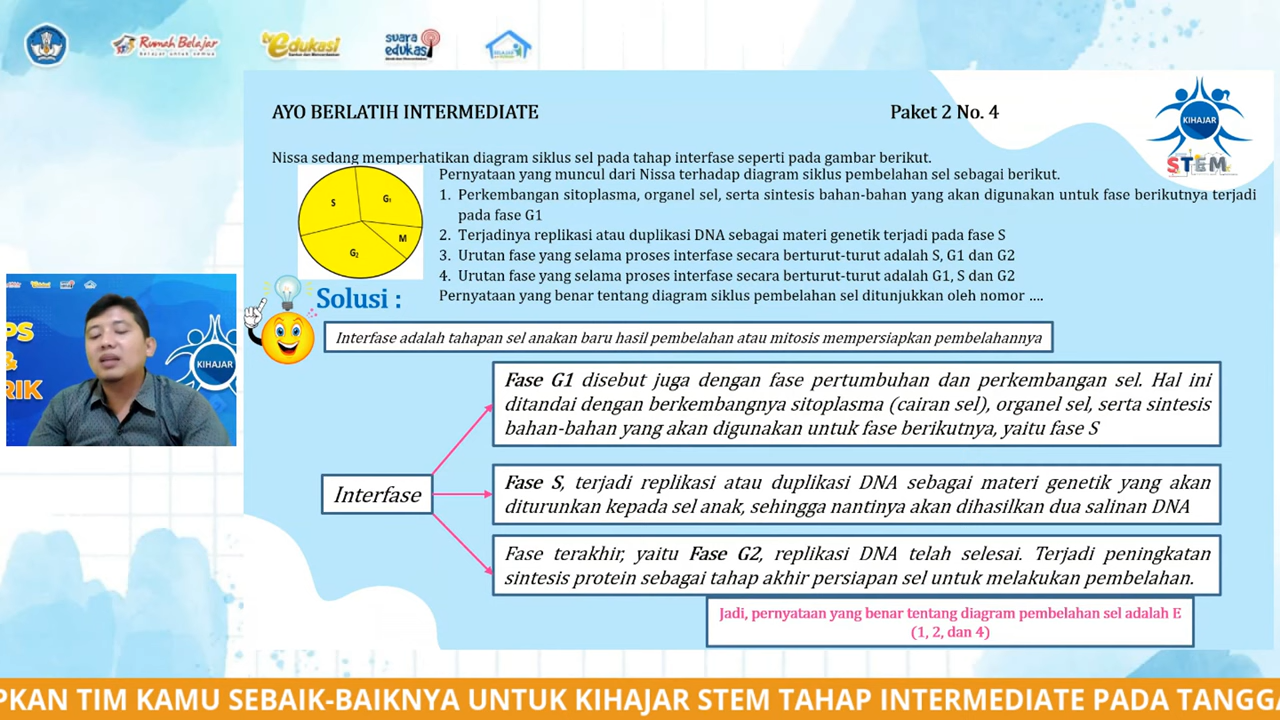 Rumah Belajar
tv Edukasi
suara
edukasi
AYO BERLATIH INTERMEDIATE
Paket 2 No. 4
KIHAJAR
STEM
Nissa sedang memperhatikan diagram siklus sel pada tahap interfase seperti pada gambar berikut.
Pernyataan yang muncul dari Nissa terhadap diagram siklus pembelahan sel sebagai berikut.
1. Perkembangan sitoplasma, organel sel, serta sintesis bahan-bahan yang akan digunakan untuk fase berikutnya terjadi
pada fase G1
2. Terjadinya replikasi atau duplikasi DNA sebagai materi genetik terjadi pada fase S
3. Urutan fase yang selama proses interfase secara berturut-turut adalah S, G1 dan G2
4. Urutan fase yang selama proses interfase secara berturut-turut adalah G1, S dan G2
Pernyataan yang benar tentang diagram siklus pembelahan sel ditunjukkan oleh nomor ....
S
G1
M
G2
Solusi :
Interfase adalah tahapan sel anakan baru hasil pembelahan atau mitosis mempersiapkan pembelahannya
Fase G1 disebut juga dengan fase pertumbuhan dan perkembangan sel. Hal ini
ditandai dengan berkembangnya sitoplasma (cairan sel), organel sel, serta sintesis
bahan-bahan yang akan digunakan untuk fase berikutnya, yaitu fase S
Interfase
Fase S, terjadi replikasi atau duplikasi DNA sebagai materi genetik yang akan
diturunkan kepada sel anak, sehingga nantinya akan dihasilkan dua salinan DNA
Fase terakhir, yaitu Fase G2, replikasi DNA telah selesai. Terjadi peningkatan
sintesis protein sebagai tahap akhir persiapan sel untuk melakukan pembelahan.
Jadi, pernyataan yang benar tentang diagram pembelahan sel adalah E
(1, 2, dan 4)
PS
&
RIK
KIHAJAR
PKAN TIM KAMU SEBAIK-BAIKNYA UNTUK KIHAJAR STEM TAHAP INTERMEDIATE PADA TANGGA